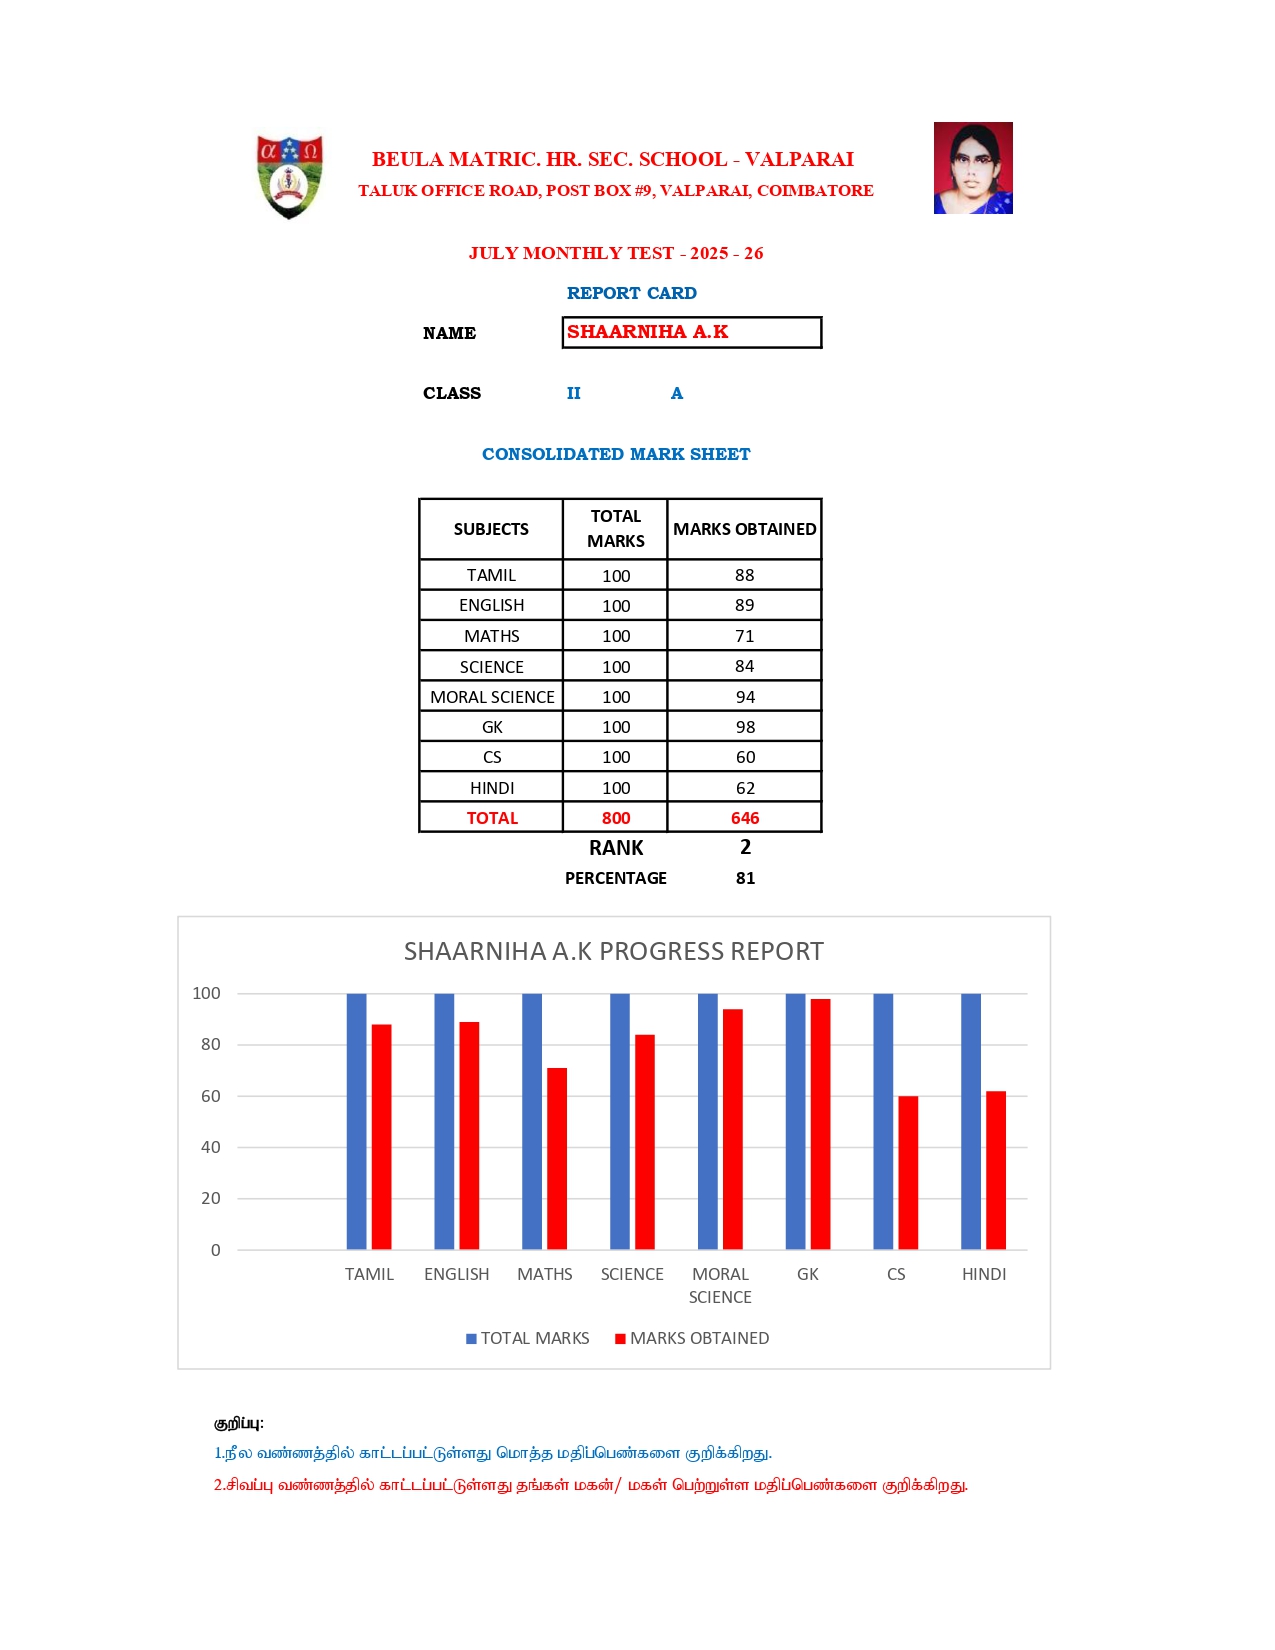 α Ω
BEULA MATRIC. HR. SEC. SCHOOL - VALPARAI
TALUK OFFICE ROAD, POST BOX #9, VALPARAI, COIMBATORE
JULY MONTHLY TEST - 2025 - 26
REPORT CARD
NAME SHAARNIHA A.K
CLASS II A
CONSOLIDATED MARK SHEET
SUBJECTS TOTAL MARKS MARKS OBTAINED
TAMIL 100 88
ENGLISH 100 89
MATHS 100 71
SCIENCE 100 84
MORAL SCIENCE 100 94
GK 100 98
CS 100 60
HINDI 100 62
TOTAL 800 646
RANK 2
PERCENTAGE 81
SHAARNIHA A.K PROGRESS REPORT
100
80
60
40
20
0
TAMIL ENGLISH MATHS SCIENCE MORAL SCIENCE GK CS HINDI
TOTAL MARKS MARKS OBTAINED
குறிப்பு:
1.நீல வண்ணத்தில் காட்டப்பட்டுள்ளது மொத்த மதிப்பெண்களை குறிக்கிறது.
2.சிவப்பு வண்ணத்தில் காட்டப்பட்டுள்ளது தங்கள் மகன்/ மகள் பெற்றுள்ள மதிப்பெண்களை குறிக்கிறது.